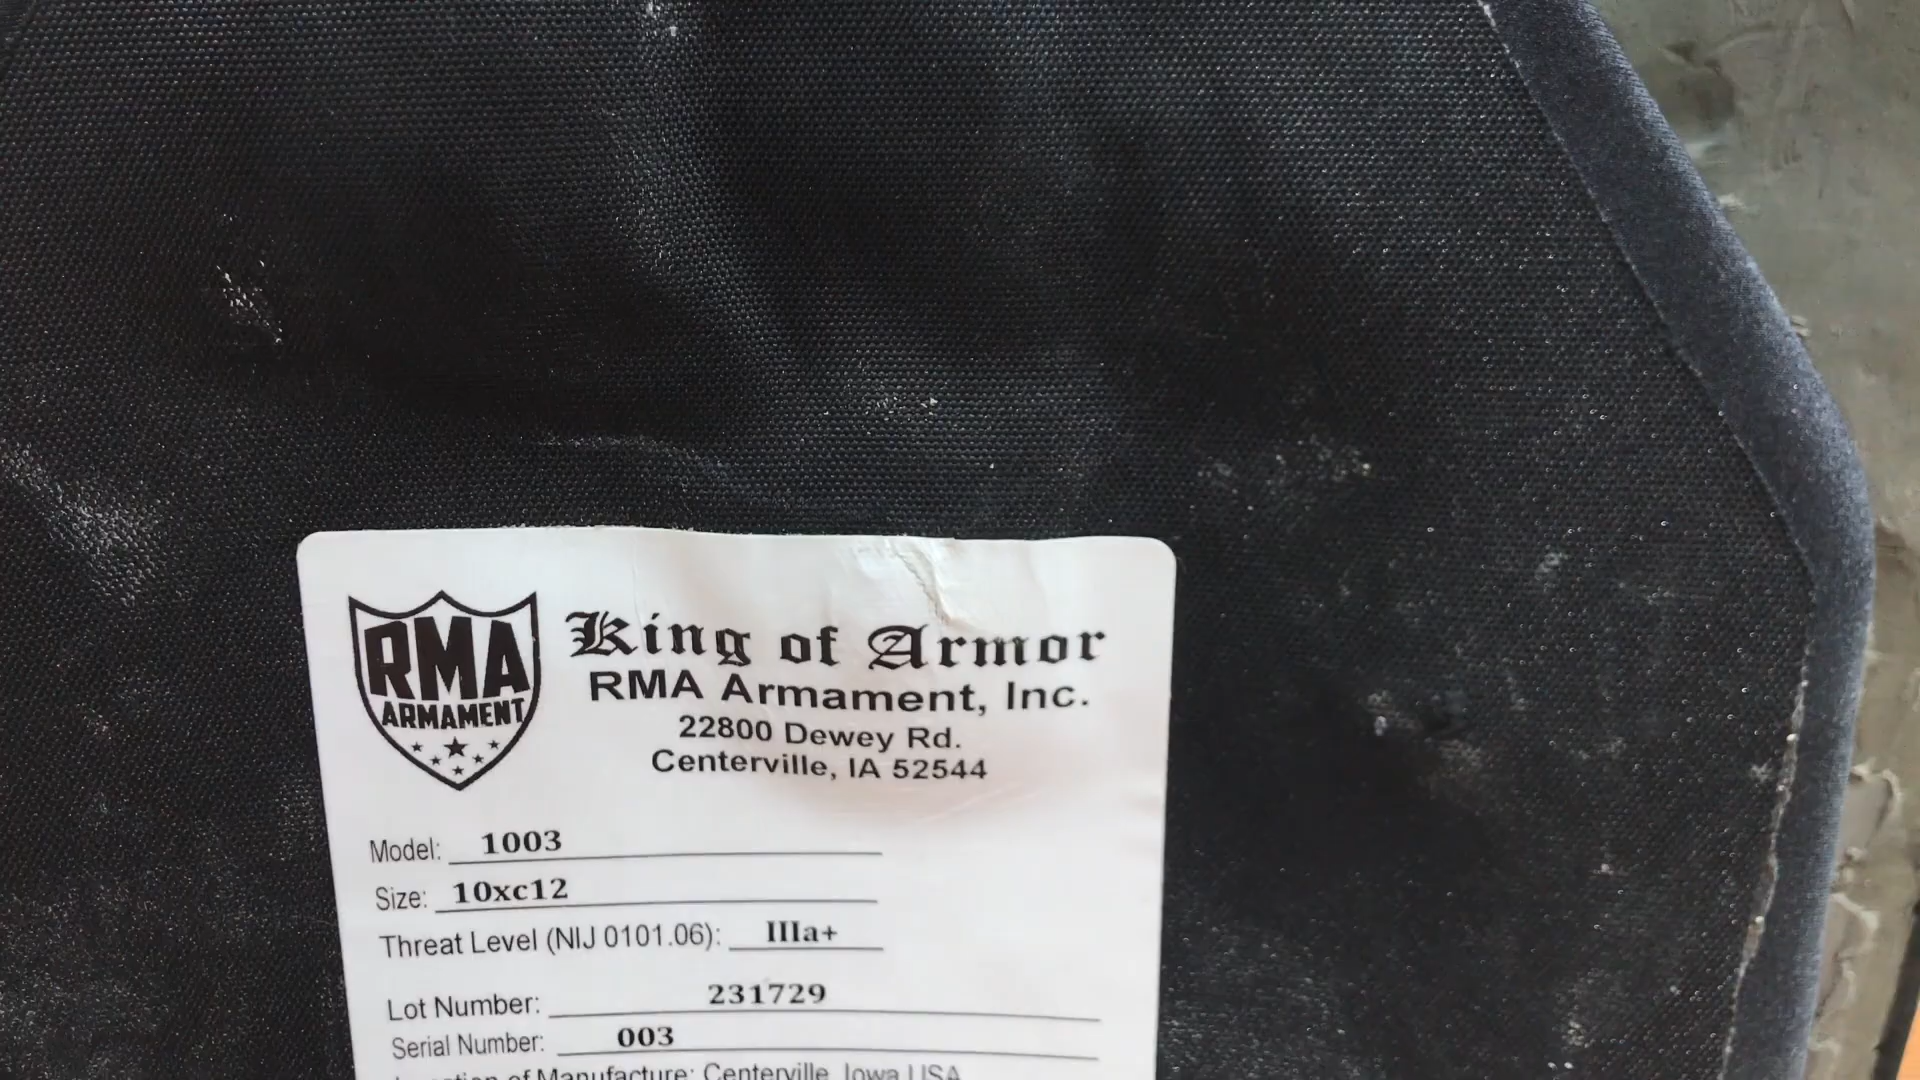 RMA
ARMAMENT
King of Armor
RMA Armament, Inc.
22800 Dewey Rd.
Centerville, IA 52544
Model: 1003
Size: 10xc12
Threat Level (NIJ 0101.06): IIIa+
Lot Number: 231729
Serial Number: 003
Location of Manufacture: Centerville, Iowa USA